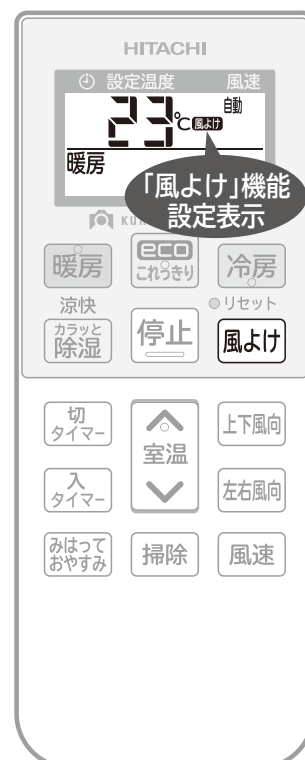 HITACHI
設定温度 風速
23℃ 風よけ 自動
暖房
「風よけ」機能
設定表示
暖房 eco これっきり 冷房
涼快 リセット
カラッと
除湿 停止 風よけ
切
タイマー 上下風向
室温
入
タイマー 左右風向
みはって
おやすみ 掃除 風速